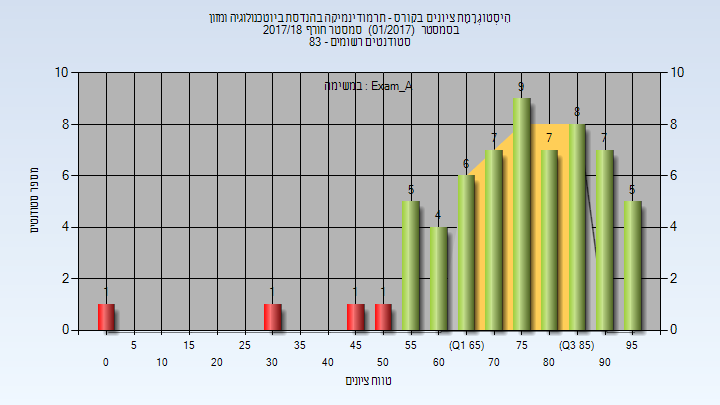 הִיסְטוֹגְרָמַת ציונים בקורס - תרמודינמיקה בהנדסת ביוטכנולוגיה ומזון
בסמסטר (01/2017) סמסטר חורף 2017/18
סטודנטים רשומים - 83
במשימה : Exam_A
מספר סטודנטים
10 10
8 8
6 6
4 4
2 2
0 0
1 1 1 1 5 4 6 7 9 7 8 7 5
5 15 25 35 45 55 (Q1 65) 75 (Q3 85) 95
0 10 20 30 40 50 60 70 80 90
טווח ציונים